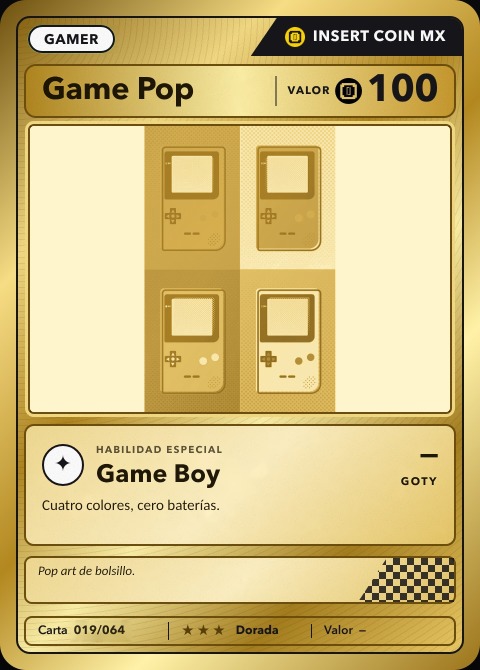 GAMER
INSERT COIN MX
Game Pop
VALOR 100
HABILIDAD ESPECIAL
Game Boy
—
GOTY
Cuatro colores, cero baterías.
Pop art de bolsillo.
Carta 019/064 ★ ★ ★ Dorada Valor –